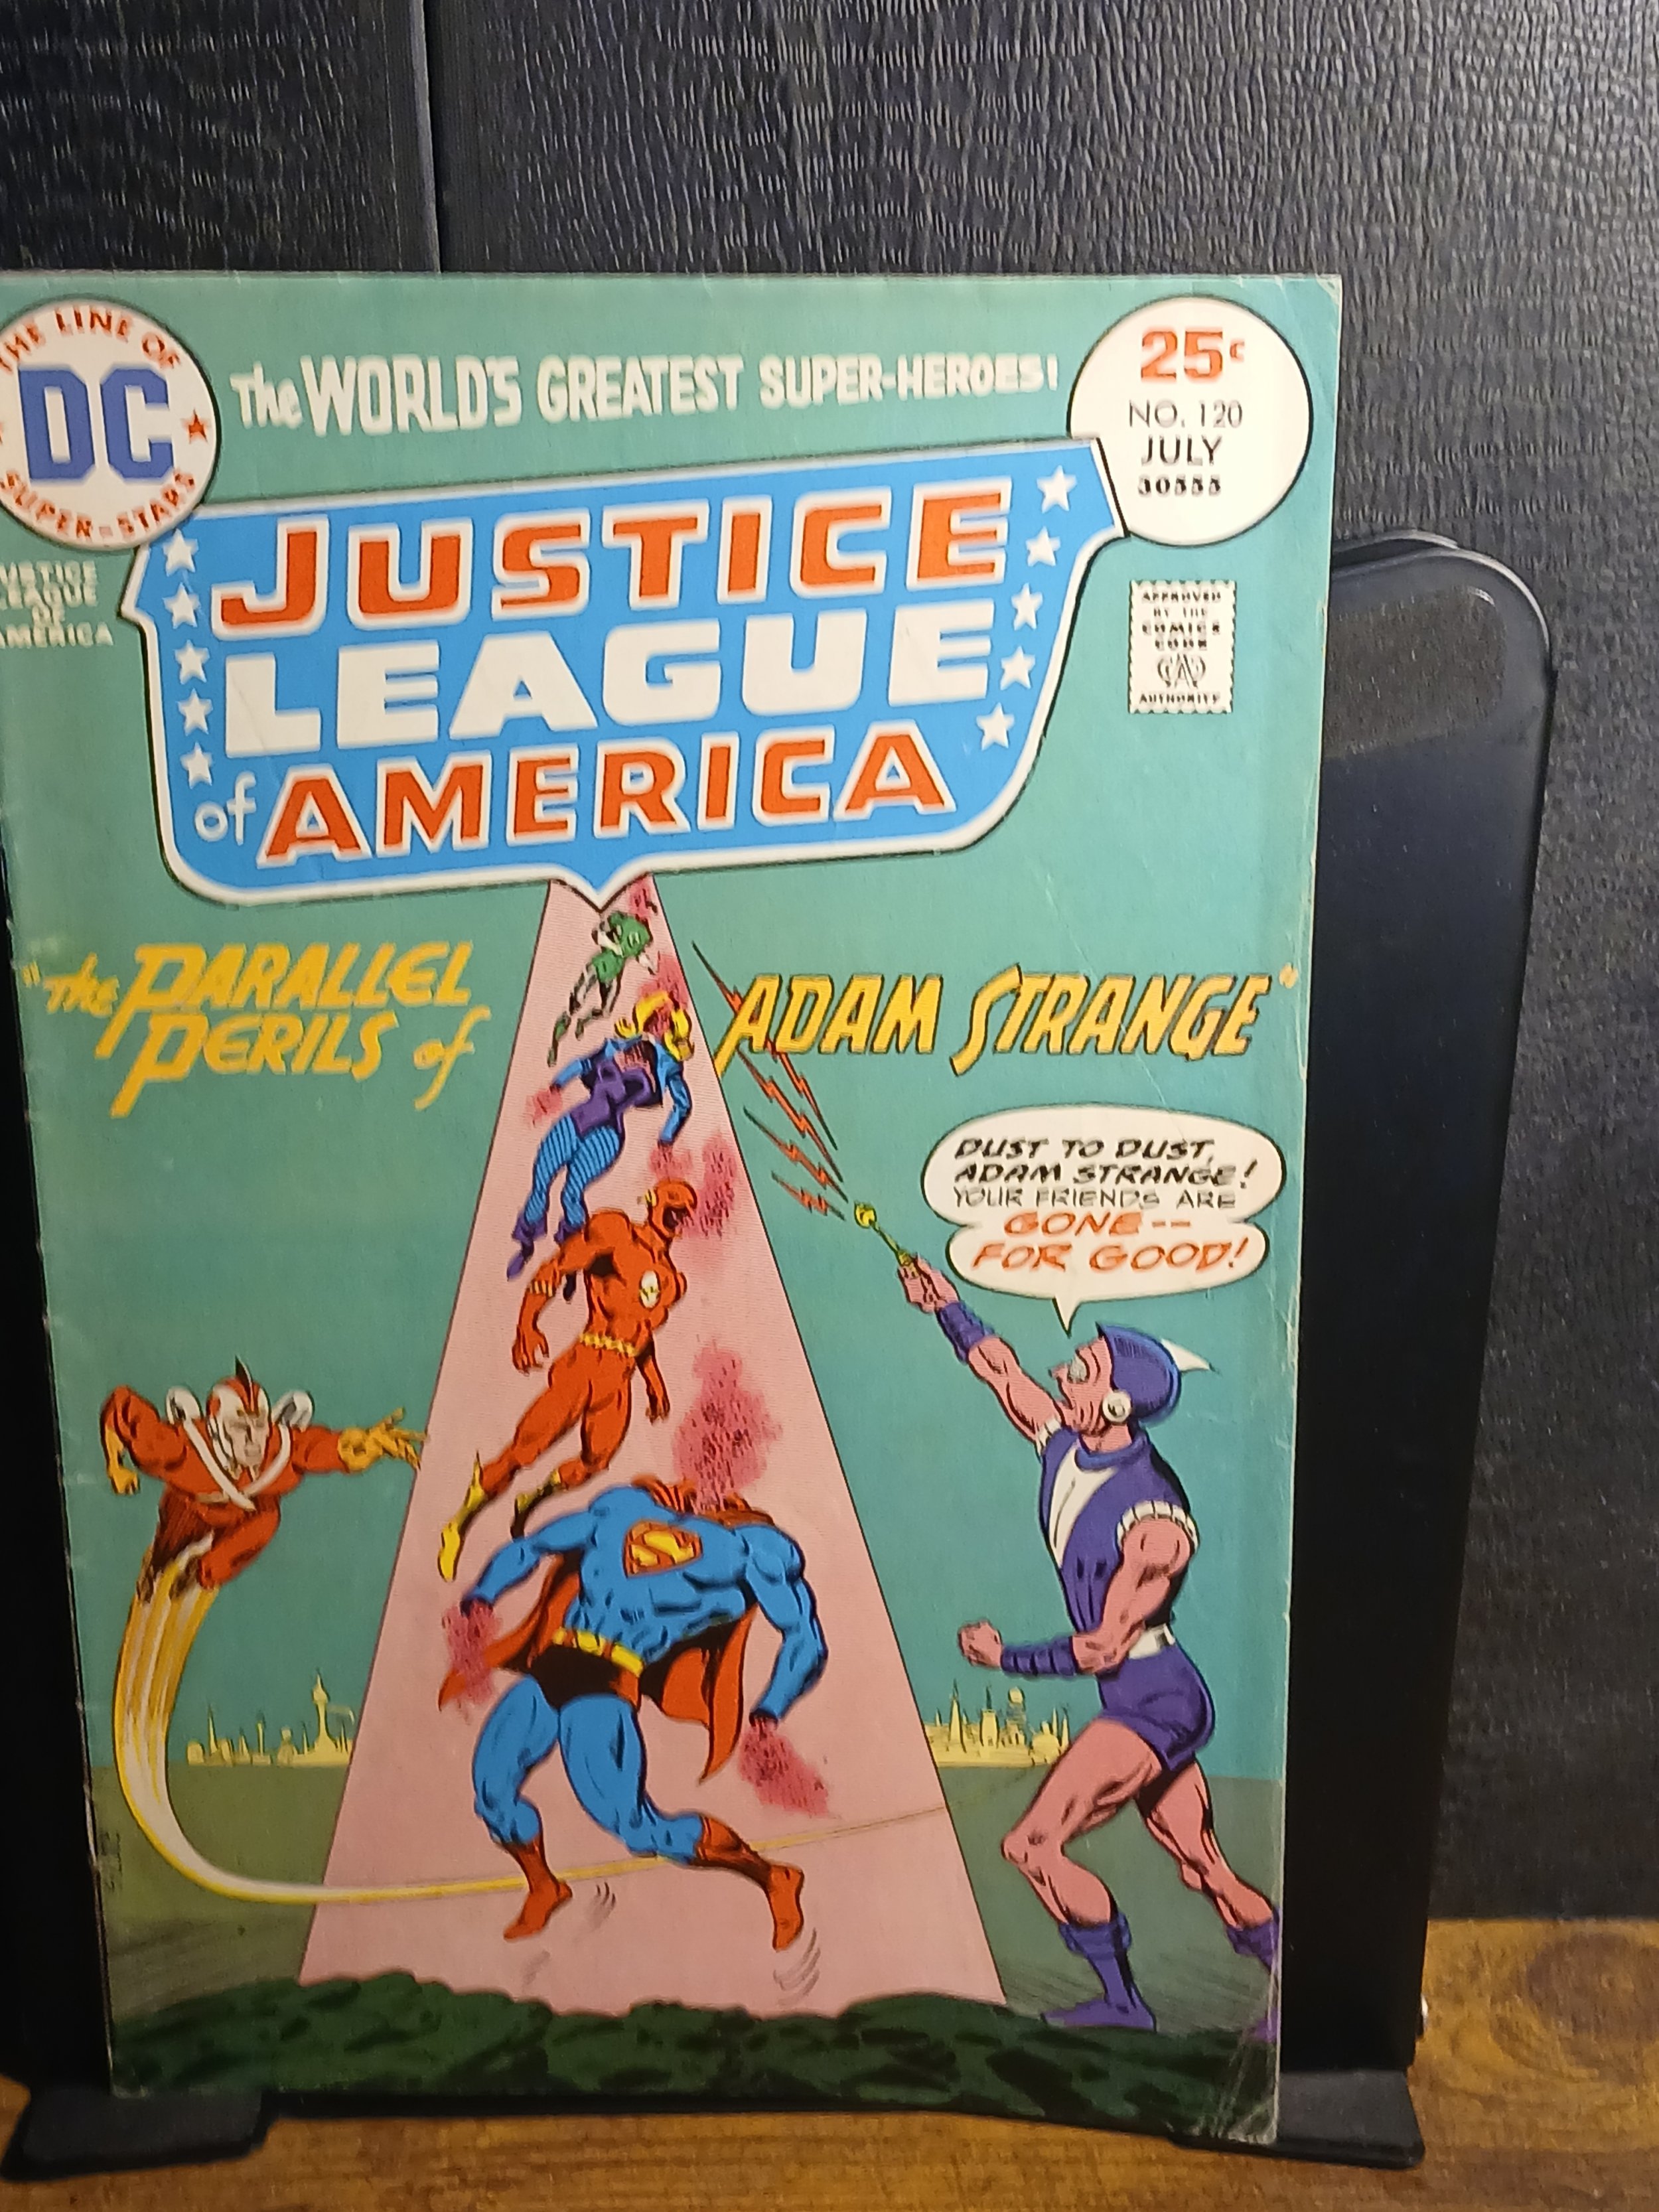 THE LINE OF
DC
SUPER-STARS
The WORLD'S GREATEST SUPER-HEROES!
25c
NO. 120
JULY
30555
JUSTICE
LEAGUE
OF
AMERICA
JUSTICE
LEAGUE
of AMERICA
APPROVED
BY THE
COMICS
CODE
CA
AUTHORITY
"The PARALLEL
PERILS of
ADAM STRANGE"
DUST TO DUST,
ADAM STRANGE!
YOUR FRIENDS ARE
GONE--
FOR GOOD!
S